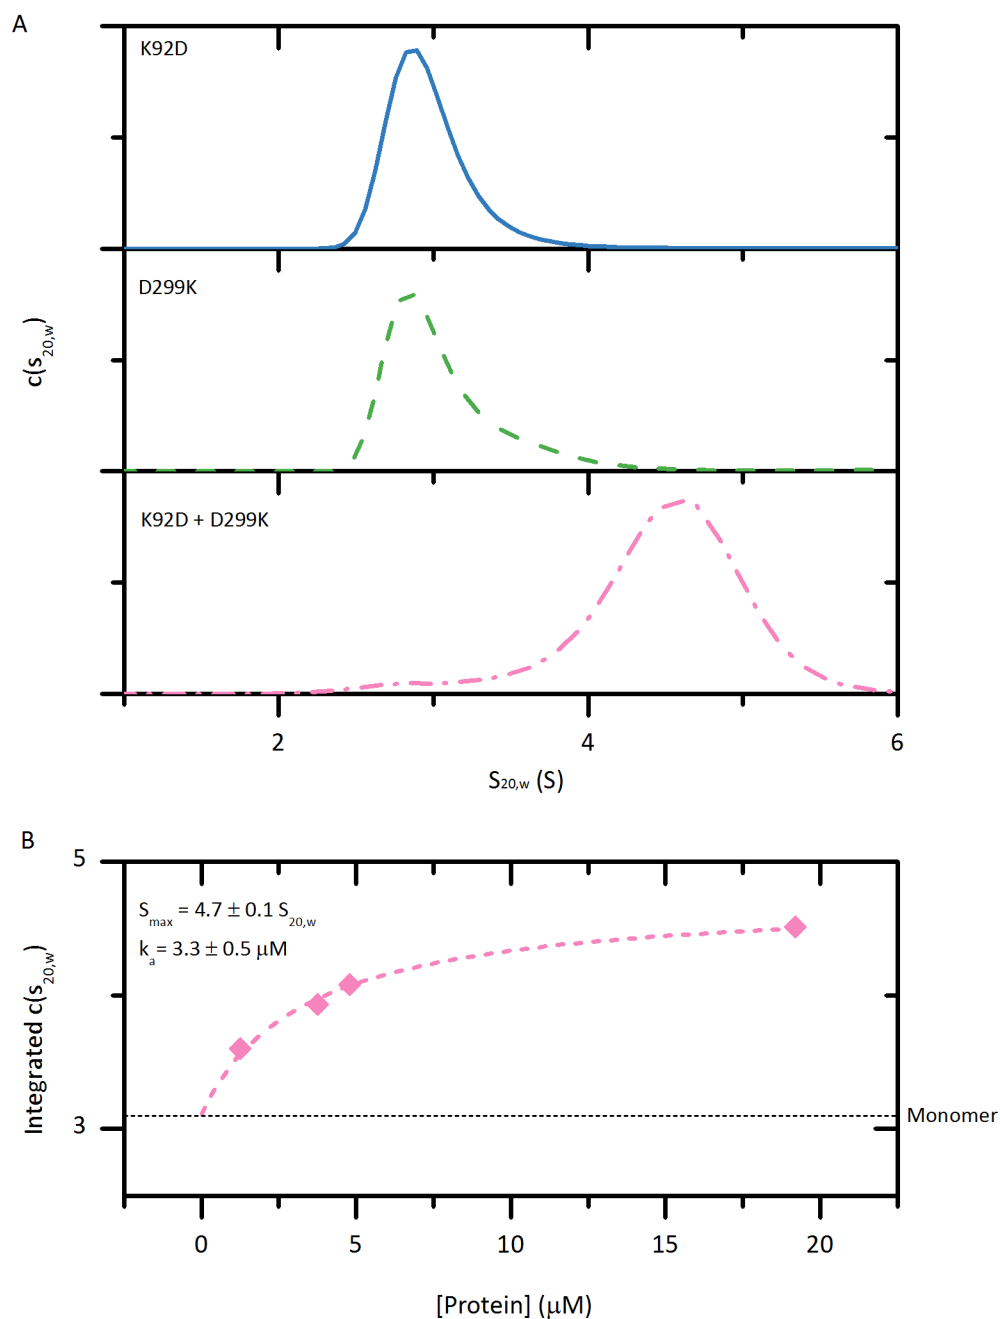 A
K92D
D299K
K92D + D299K
c(s20,w)
2 4 6
S20,w (S)
B
5
Smax = 4.7 ± 0.1 S20,w
ka = 3.3 ± 0.5 μM
Integrated c(s20,w)
Monomer
3
0 5 10 15 20
[Protein] (μM)